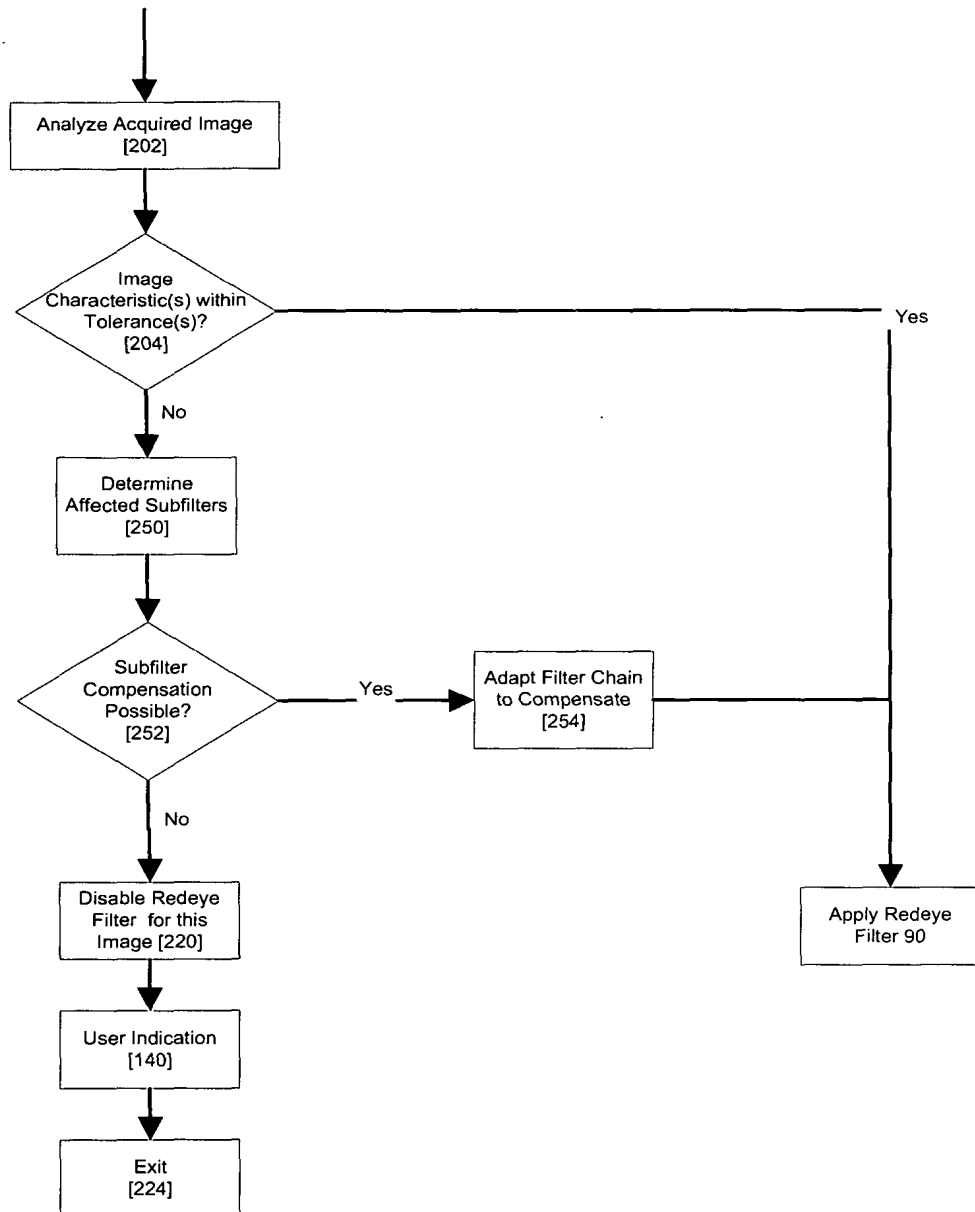 Analyze Acquired Image
[202]
Image
Characteristic(s) within
Tolerance(s)?
[204]
Yes
No
Determine
Affected Subfilters
[250]
Subfilter
Compensation
Possible?
[252]
Yes
Adapt Filter Chain
to Compensate
[254]
No
Disable Redeye
Filter for this
Image [220]
Apply Redeye
Filter 90
User Indication
[140]
Exit
[224]